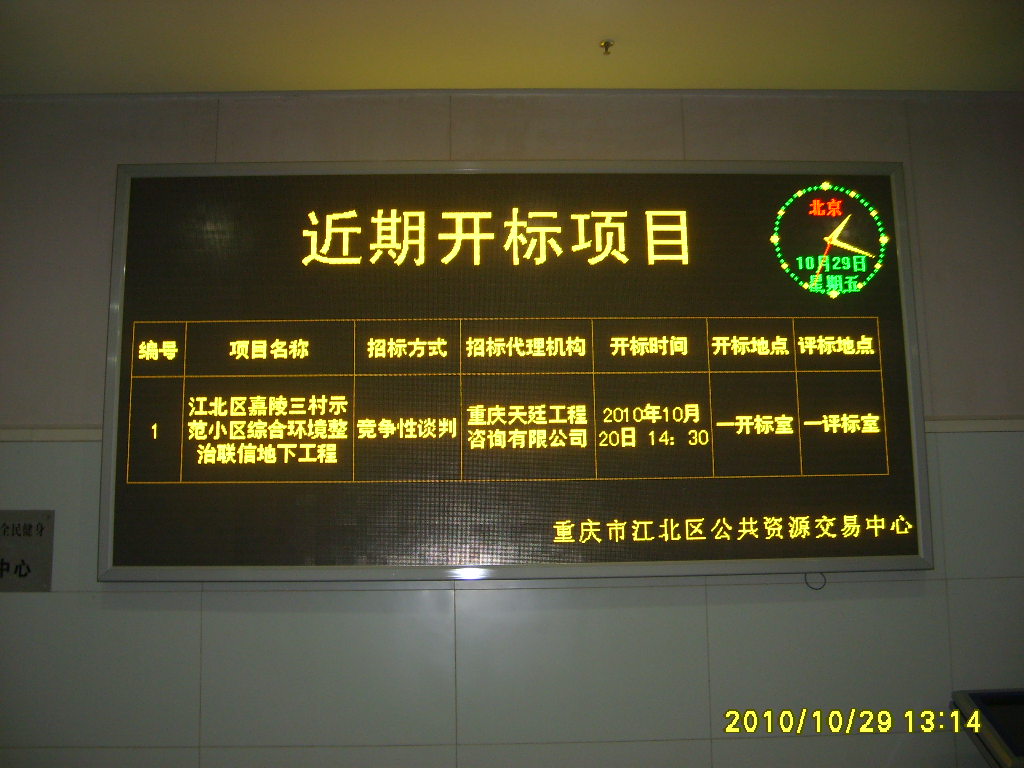 近期开标项目
北京
10月29日
星期五
编号
项目名称
招标方式
招标代理机构
开标时间
开标地点
评标地点
1
江北区嘉陵三村示
范小区综合环境整
治联信地下工程
竞争性谈判
重庆天廷工程
咨询有限公司
2010年10月
20日 14：30
一开标室
一评标室
重庆市江北区公共资源交易中心
全民健身
中心
2010/10/29 13:14